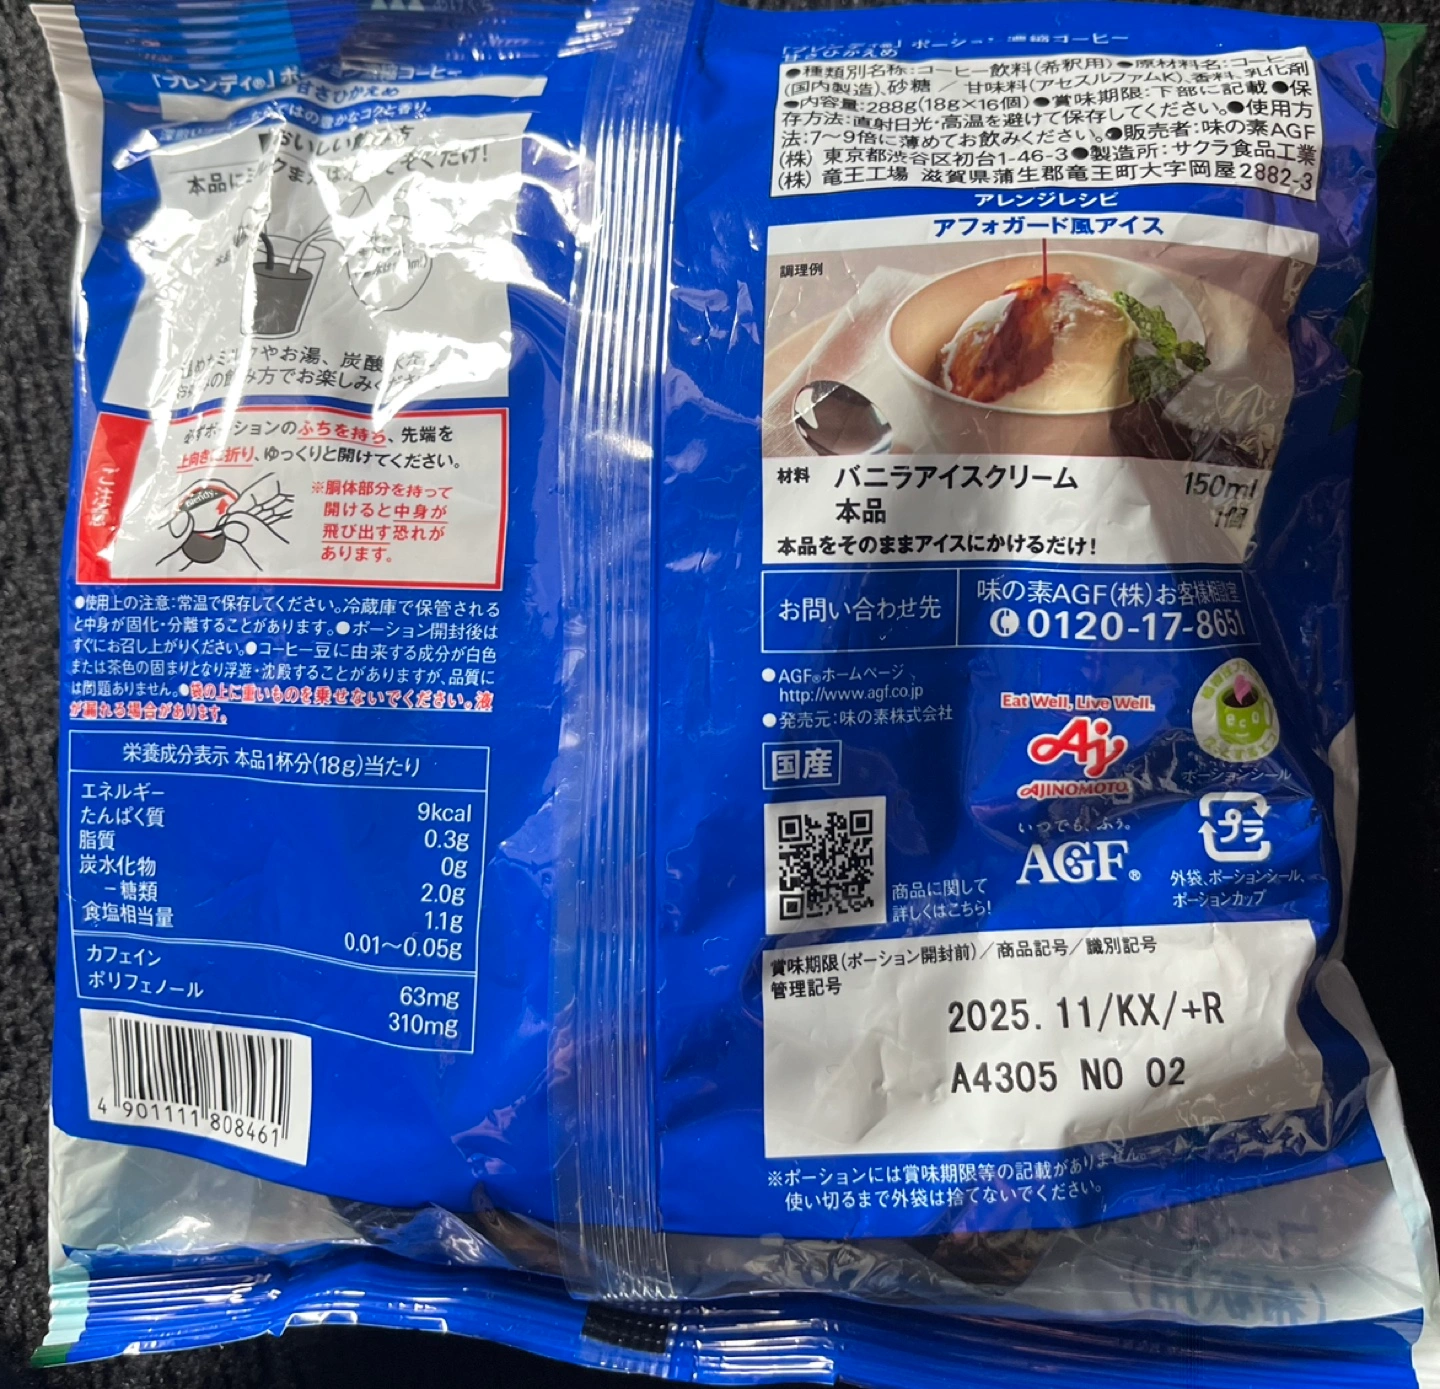 「ブレンディ®」ポーション 濃縮コーヒー
甘さひかえめ
おいしい飲み方
必ずポーションのふちを持ち、先端を
上向きに折り、ゆっくりと開けてください。
ご注意
※胴体部分を持って
開けると中身が
飛び出す恐れが
あります。
●使用上の注意:常温で保存してください。冷蔵庫で保管される
と中身が固化・分離することがあります。●ポーション開封後は
すぐにお召し上がりください。●コーヒー豆に由来する成分が白色
または茶色の固まりとなり浮遊・沈殿することがありますが、品質に
は問題ありません。●袋の上に重いものを乗せないでください。液
が漏れる場合があります。
栄養成分表示 本品1杯分(18g)当たり
エネルギー 9kcal
たんぱく質 0.3g
脂質 0g
炭水化物 2.0g
－糖類 1.1g
食塩相当量 0.01～0.05g
カフェイン 63mg
ポリフェノール 310mg
4 901111 808461
「ブレンディ®」ポーション 濃縮コーヒー
甘さひかえめ
●種類別名称:コーヒー飲料(希釈用)●原材料名:コーヒー
(国内製造)、砂糖／甘味料(アセスルファムK)、香料、乳化剤
●内容量:288g(18g×16個)●賞味期限:下部に記載●保
存方法:直射日光・高温を避けて保存してください。●使用方
法:7～9倍に薄めてお飲みください。●販売者:味の素AGF
(株) 東京都渋谷区初台1-46-3●製造所:サクラ食品工業
(株) 竜王工場 滋賀県蒲生郡竜王町大字岡屋2882-3
アレンジレシピ
アフォガード風アイス
調理例
材料 バニラアイスクリーム 150ml
本品 1個
本品をそのままアイスにかけるだけ!
お問い合わせ先
味の素AGF(株)お客様相談室
0120-17-8651
●AGF®ホームページ
http://www.agf.co.jp
●発売元:味の素株式会社
国産
Eat Well, Live Well.
Aj
AJINOMOTO
eco
ポーションシール
商品に関して
詳しくはこちら!
いつでも、ふぅ。
AGF®
プラ
外袋、ポーションシール、
ポーションカップ
賞味期限(ポーション開封前)／商品記号／識別記号
管理記号
2025. 11/KX/+R
A4305 NO 02
※ポーションには賞味期限等の記載がありません。
使い切るまで外袋は捨てないでください。